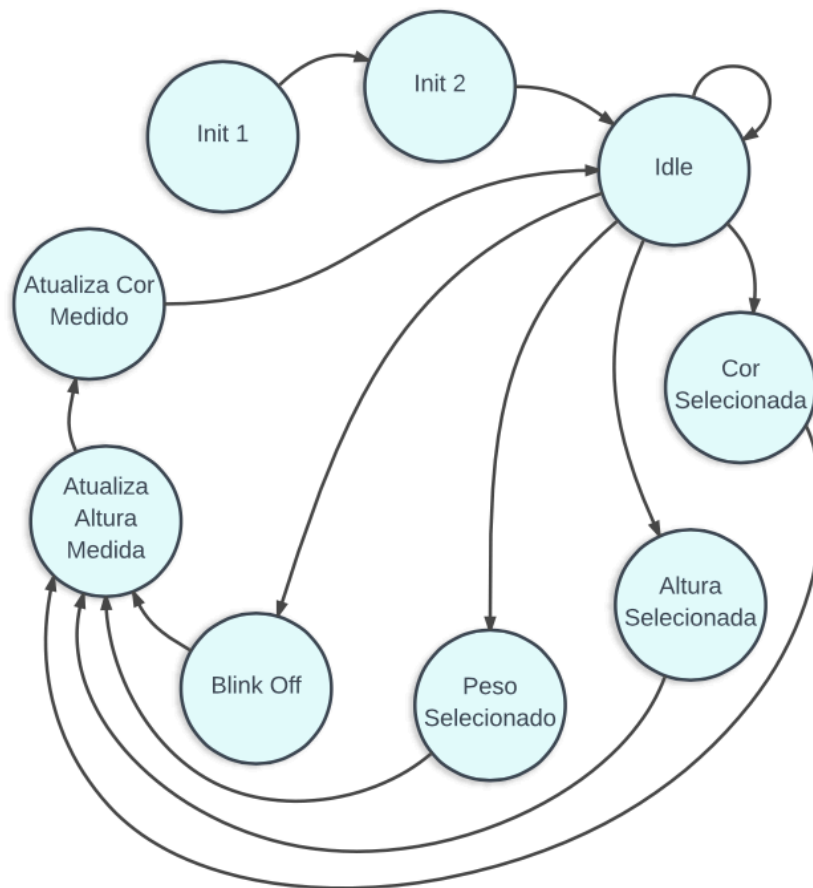 Init 1
Init 2
Idle
Atualiza Cor
Medido
Cor
Selecionada
Atualiza
Altura
Medida
Altura
Selecionada
Blink Off
Peso
Selecionado